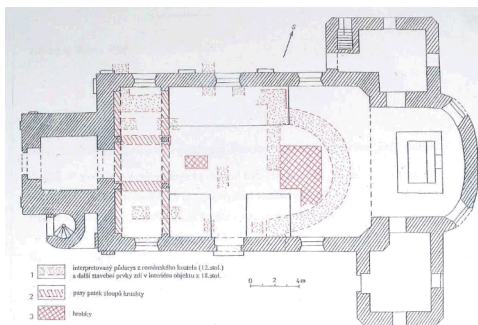 S
1 interpretovaný půdorys z románského kostela (12.stol.)
a další stavební prvky zdí v interiéru objektu z 18.stol.
2 pasy patek sloupů kruchty
3 hrobky
0 2 4m